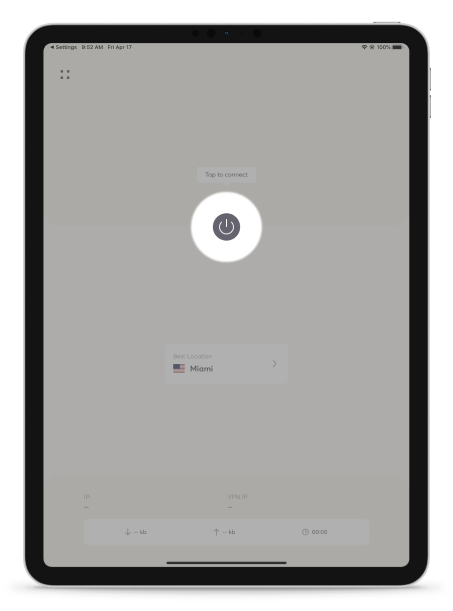 ◀ Settings 9:52 AM Fri Apr 17 100%
Tap to connect
Best Location
Miami
IP VPN IP
-- --
-- kb -- kb 00:00